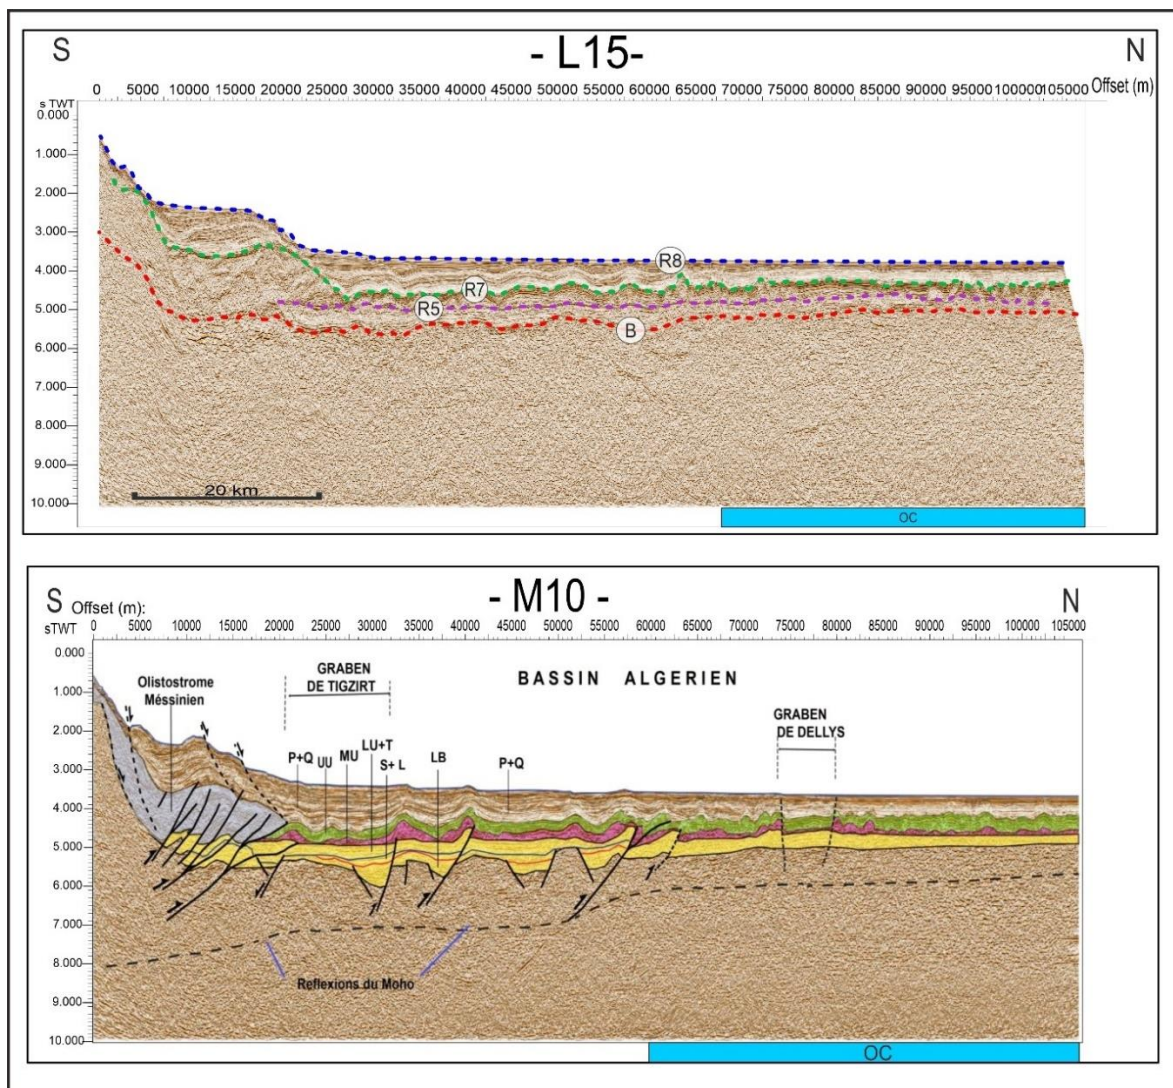 S - L15- N
0 5000 10000 15000 20000 25000 30000 35000 40000 45000 50000 55000 60000 65000 70000 75000 80000 85000 90000 95000 100000 105000 Offset (m)
s TWT
0.000
1.000
2.000
3.000
4.000
5.000
6.000
7.000
8.000
9.000
10.000
R8
R7
R5
B
20 km
OC
S Offset (m): - M10 - N
sTWT 0 5000 10000 15000 20000 25000 30000 35000 40000 45000 50000 55000 60000 65000 70000 75000 80000 85000 90000 95000 100000 105000
0.000
1.000
2.000
3.000
4.000
5.000
6.000
7.000
8.000
9.000
10.000
Olistostrome
Méssinien
GRABEN
DE TIGZIRT
BASSIN ALGERIEN
GRABEN
DE DELLYS
P+Q UU MU LU+T S+ L LB P+Q
Reflexions du Moho
OC